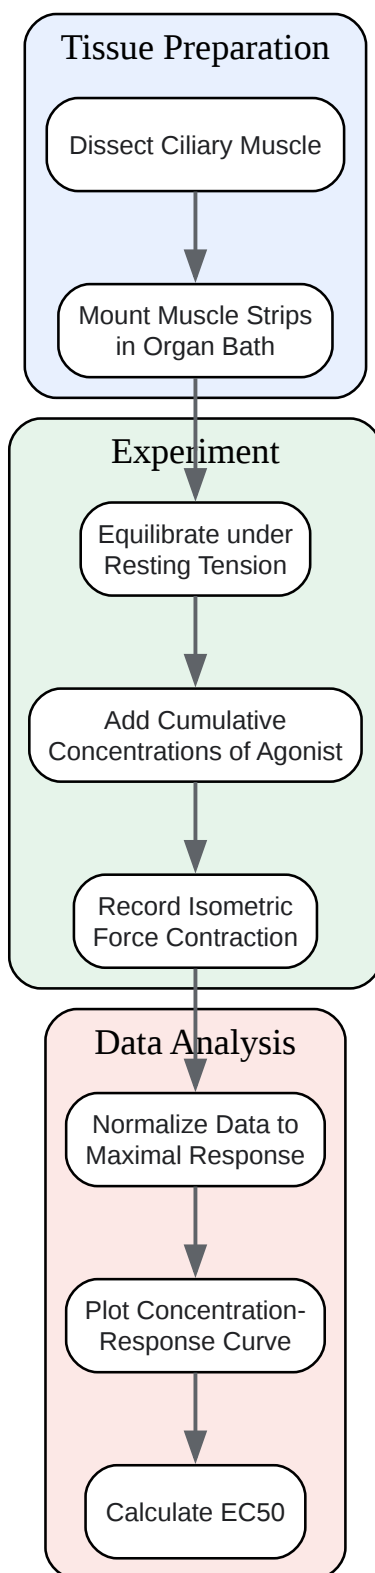 Tissue Preparation
Dissect Ciliary Muscle
Mount Muscle Strips
in Organ Bath
Experiment
Equilibrate under
Resting Tension
Add Cumulative
Concentrations of Agonist
Record Isometric
Force Contraction
Data Analysis
Normalize Data to
Maximal Response
Plot Concentration-
Response Curve
Calculate EC50